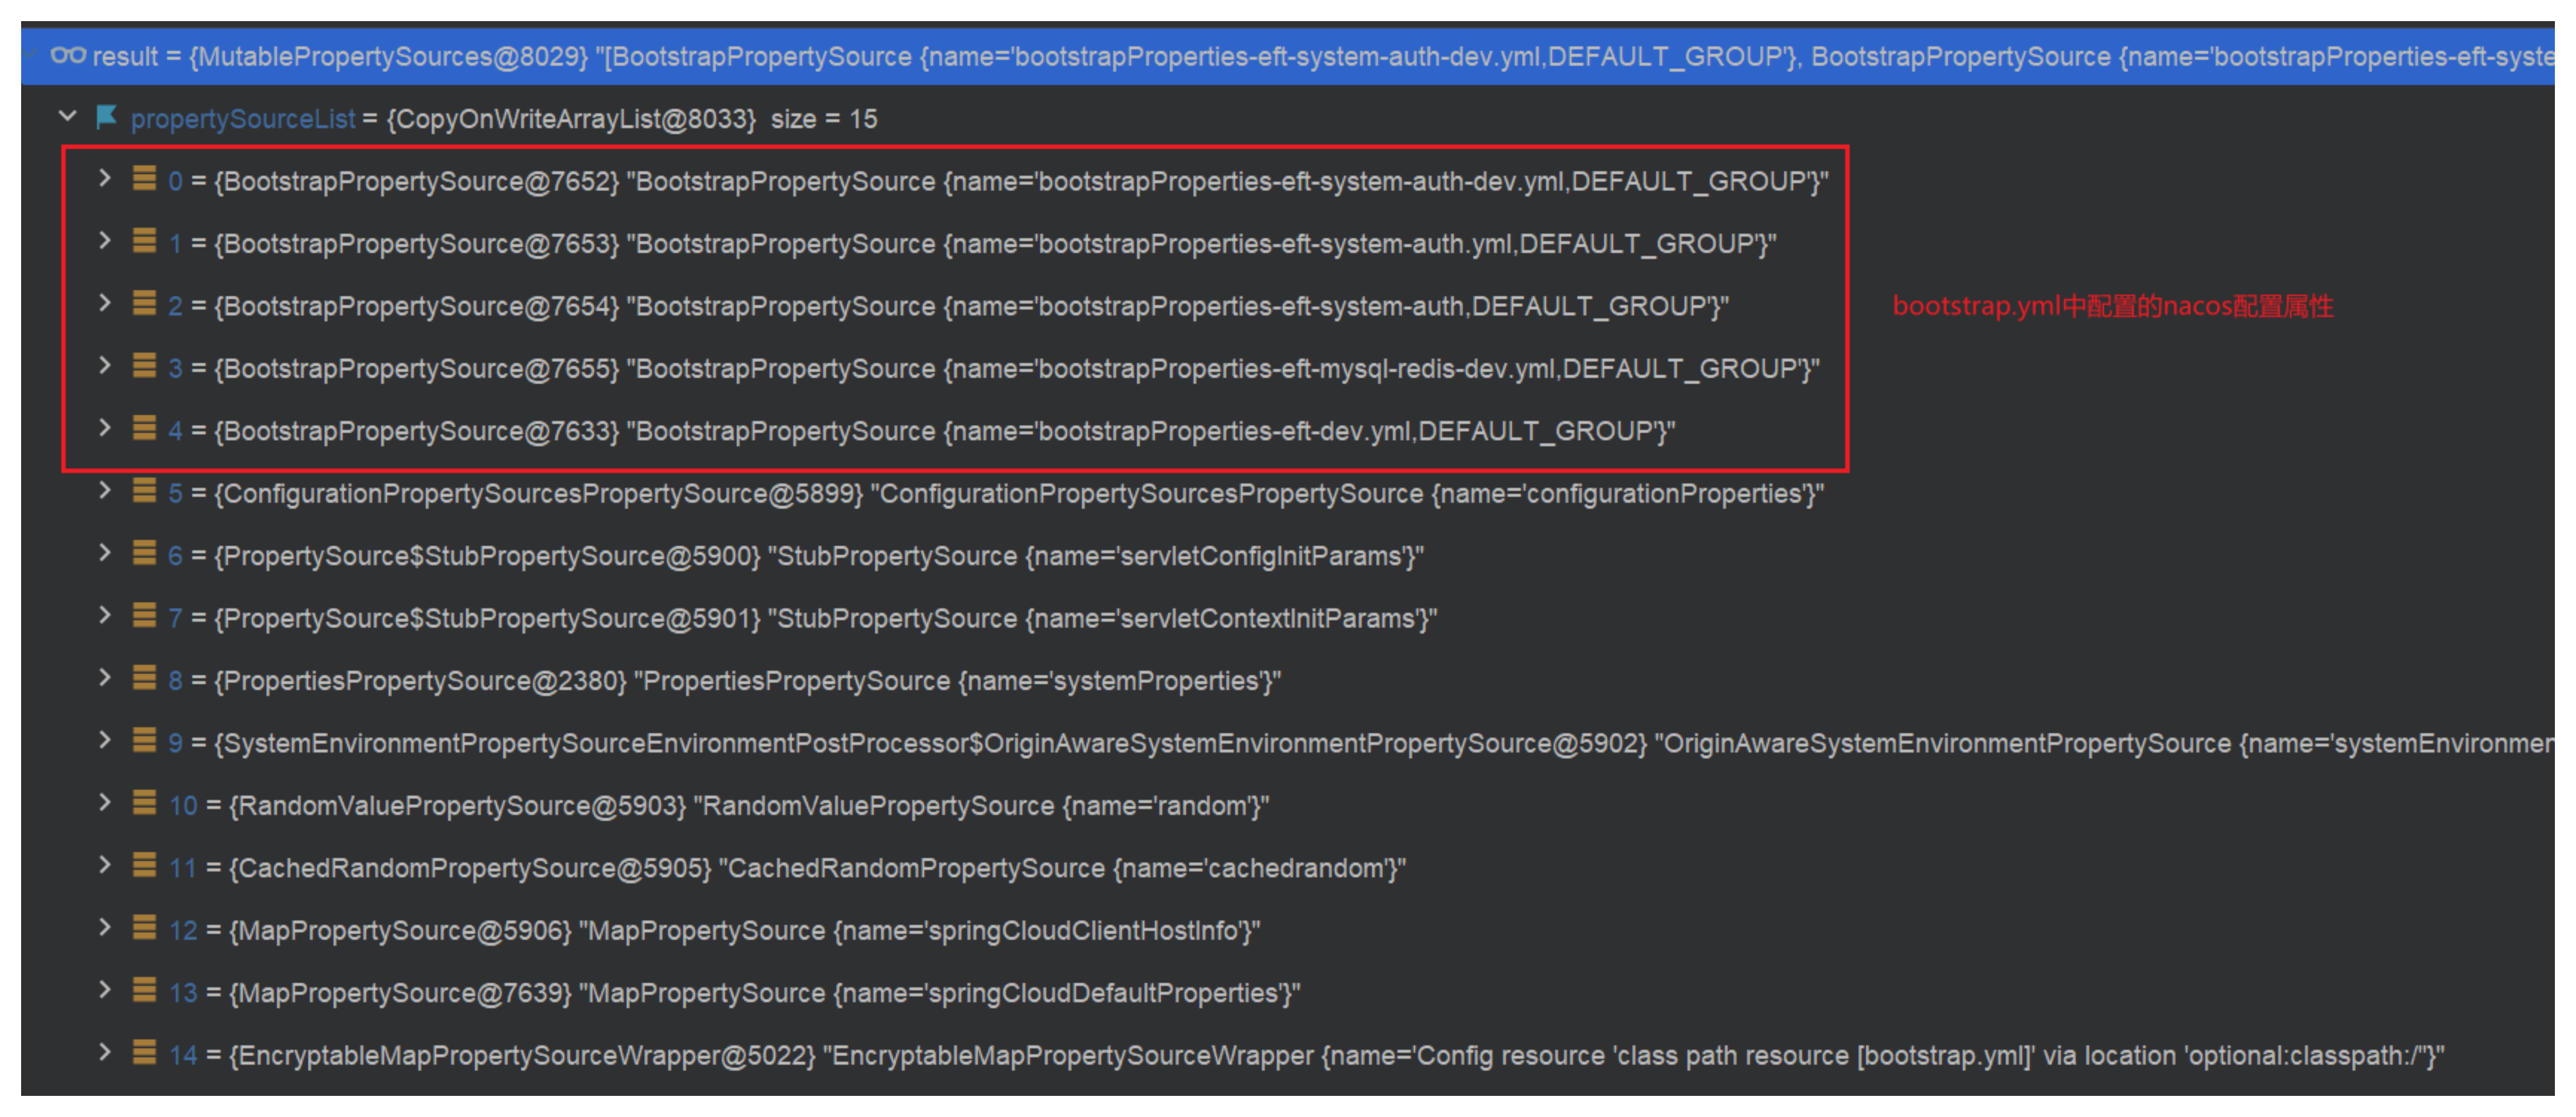 result = {MutablePropertySources@8029} "[BootstrapPropertySource {name='bootstrapProperties-eft-system-auth-dev.yml,DEFAULT_GROUP'}, BootstrapPropertySource {name='bootstrapProperties-eft-syste
propertySourceList = {CopyOnWriteArrayList@8033} size = 15
0 = {BootstrapPropertySource@7652} "BootstrapPropertySource {name='bootstrapProperties-eft-system-auth-dev.yml,DEFAULT_GROUP'}"
1 = {BootstrapPropertySource@7653} "BootstrapPropertySource {name='bootstrapProperties-eft-system-auth.yml,DEFAULT_GROUP'}"
2 = {BootstrapPropertySource@7654} "BootstrapPropertySource {name='bootstrapProperties-eft-system-auth,DEFAULT_GROUP'}"
bootstrap.yml中配置的nacos配置属性
3 = {BootstrapPropertySource@7655} "BootstrapPropertySource {name='bootstrapProperties-eft-mysql-redis-dev.yml,DEFAULT_GROUP'}"
4 = {BootstrapPropertySource@7633} "BootstrapPropertySource {name='bootstrapProperties-eft-dev.yml,DEFAULT_GROUP'}"
5 = {ConfigurationPropertySourcesPropertySource@5899} "ConfigurationPropertySourcesPropertySource {name='configurationProperties'}"
6 = {PropertySource$StubPropertySource@5900} "StubPropertySource {name='servletConfigInitParams'}"
7 = {PropertySource$StubPropertySource@5901} "StubPropertySource {name='servletContextInitParams'}"
8 = {PropertiesPropertySource@2380} "PropertiesPropertySource {name='systemProperties'}"
9 = {SystemEnvironmentPropertySourceEnvironmentPostProcessor$OriginAwareSystemEnvironmentPropertySource@5902} "OriginAwareSystemEnvironmentPropertySource {name='systemEnvironmen
10 = {RandomValuePropertySource@5903} "RandomValuePropertySource {name='random'}"
11 = {CachedRandomPropertySource@5905} "CachedRandomPropertySource {name='cachedrandom'}"
12 = {MapPropertySource@5906} "MapPropertySource {name='springCloudClientHostInfo'}"
13 = {MapPropertySource@7639} "MapPropertySource {name='springCloudDefaultProperties'}"
14 = {EncryptableMapPropertySourceWrapper@5022} "EncryptableMapPropertySourceWrapper {name='Config resource 'class path resource [bootstrap.yml]' via location 'optional:classpath:/''}"